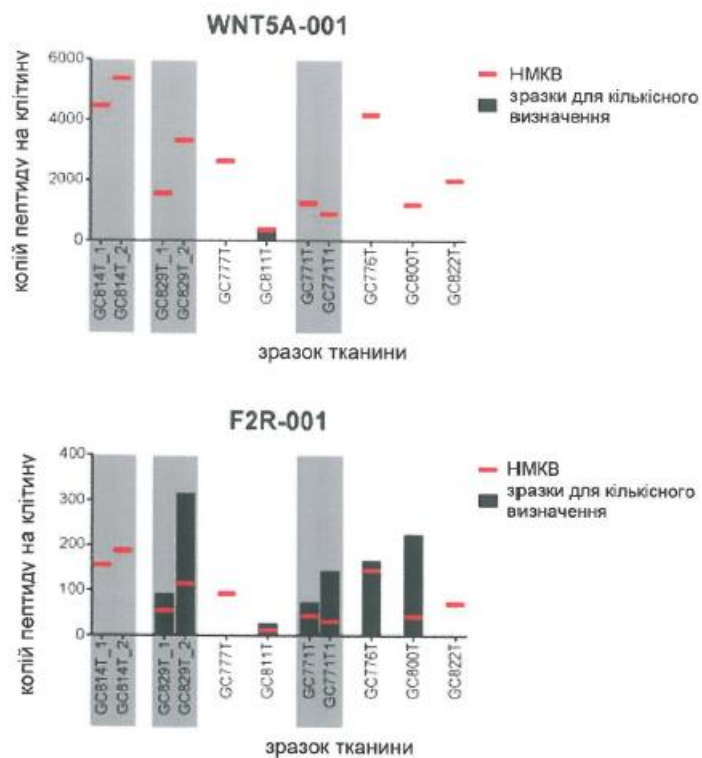 WNT5A-001
копій пептиду на клітину
6000
4000
2000
0
НМКВ
зразки для кількісного
визначення
GC814T_1
GC814T_2
GC829T_1
GC829T_2
GC777T
GC811T
GC771T
GC771T1
GC776T
GC800T
GC822T
зразок тканини
F2R-001
копій пептиду на клітину
400
300
200
100
0
НМКВ
зразки для кількісного
визначення
GC814T_1
GC814T_2
GC829T_1
GC829T_2
GC777T
GC811T
GC771T
GC771T1
GC776T
GC800T
GC822T
зразок тканини